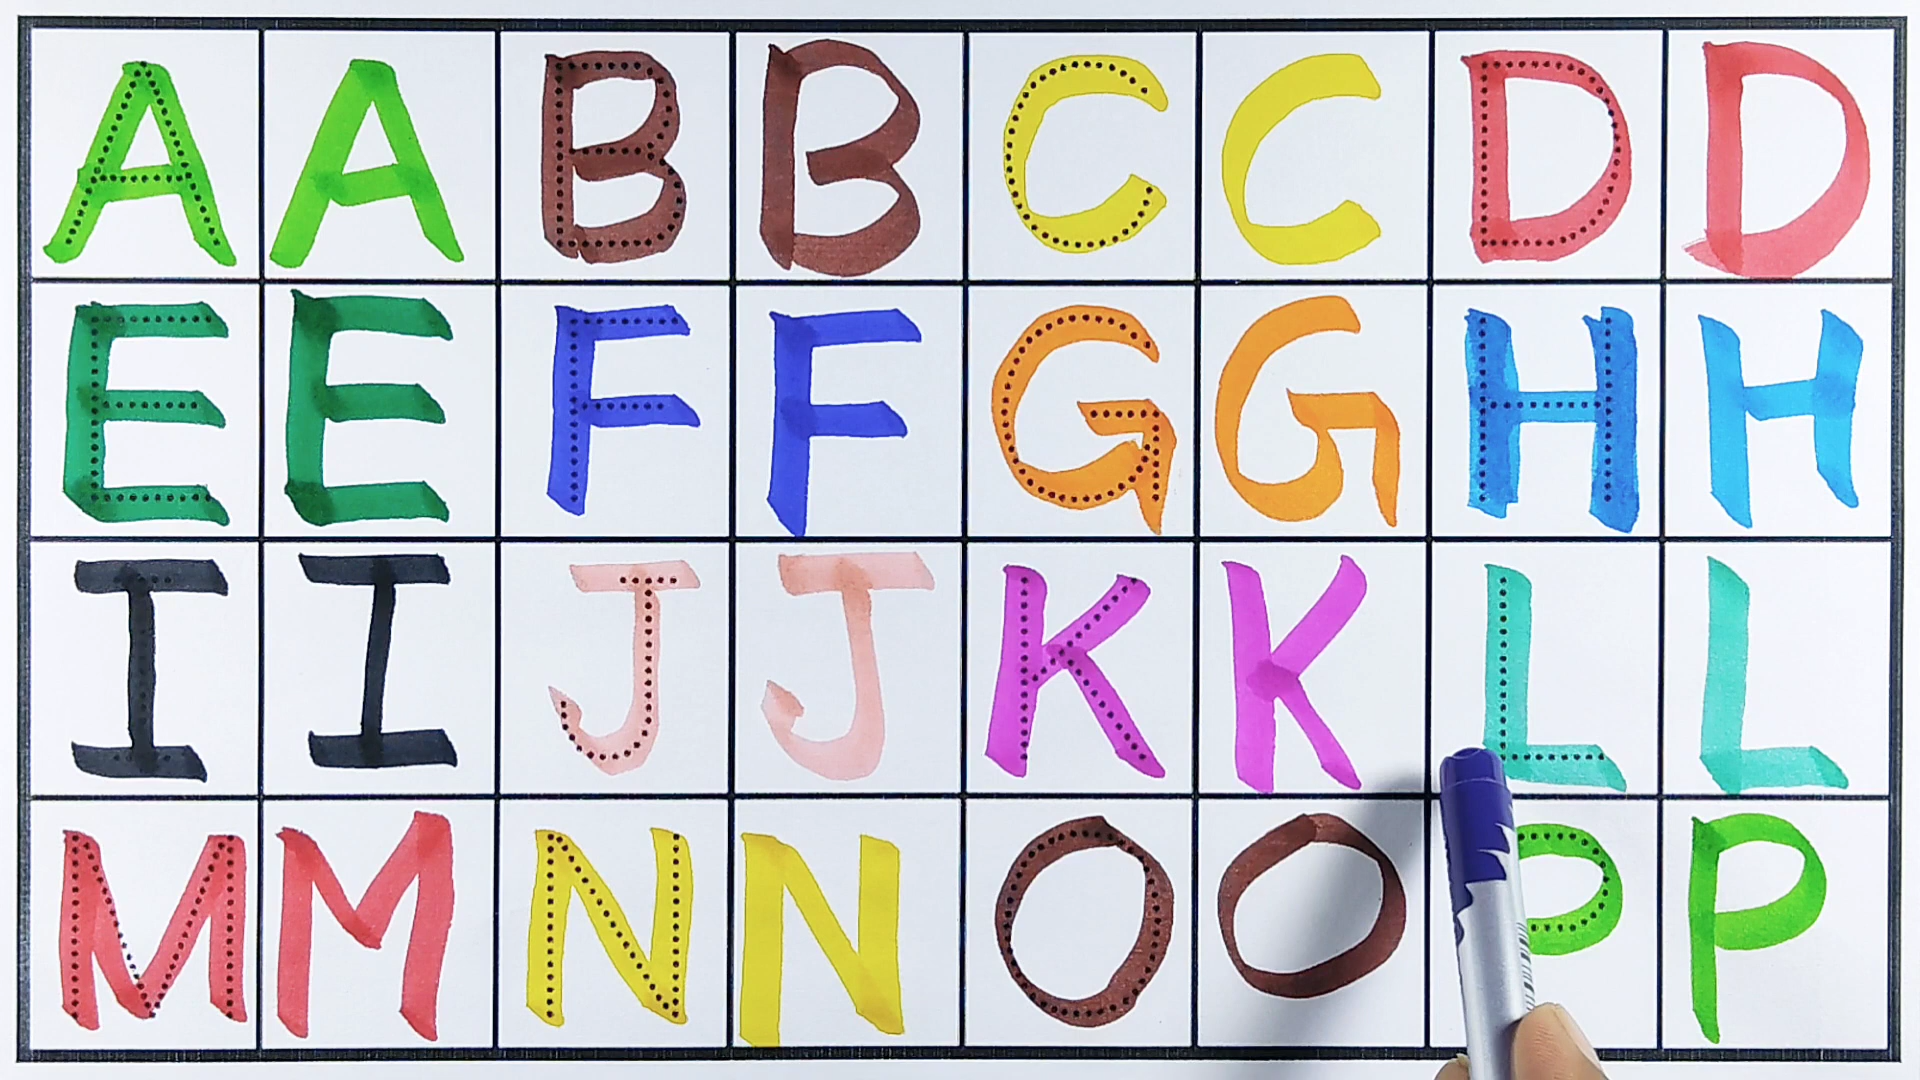 A A B B C C D D
E E F F G G H H
I I J J K K L L
M M N N O O P P